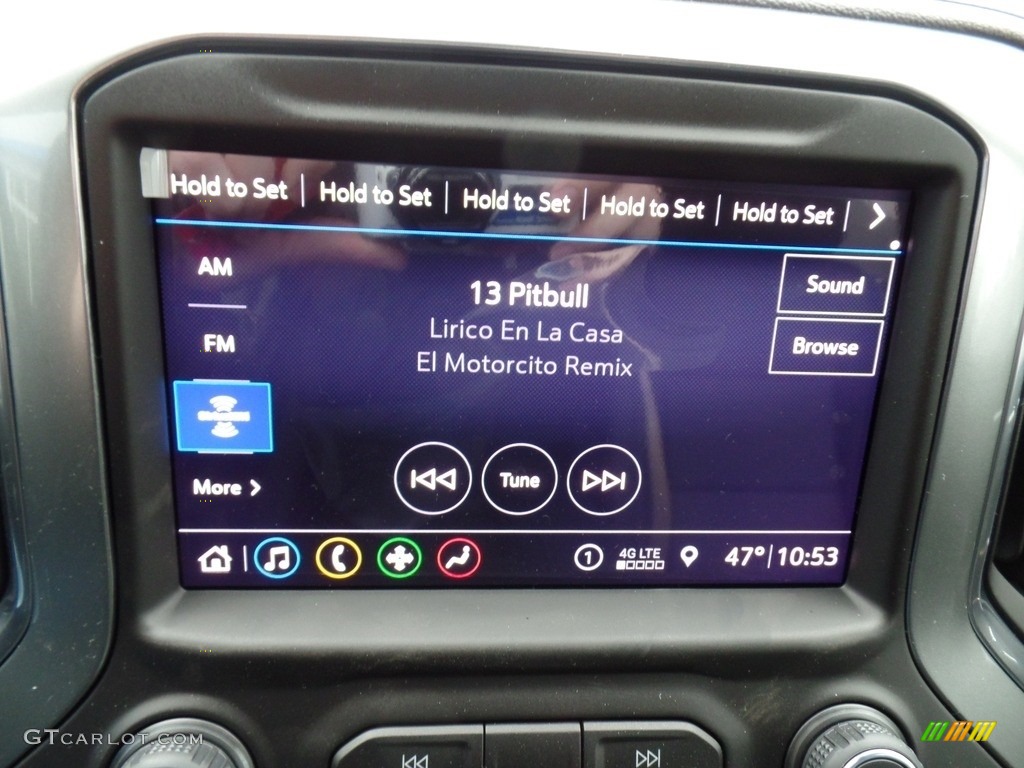 Hold to Set | Hold to Set | Hold to Set | Hold to Set | Hold to Set
AM
FM
More
13 Pitbull
Lirico En La Casa
El Motorcito Remix
Tune
Sound
Browse
1 4G LTE 47° 10:53
GTCARLOT.COM